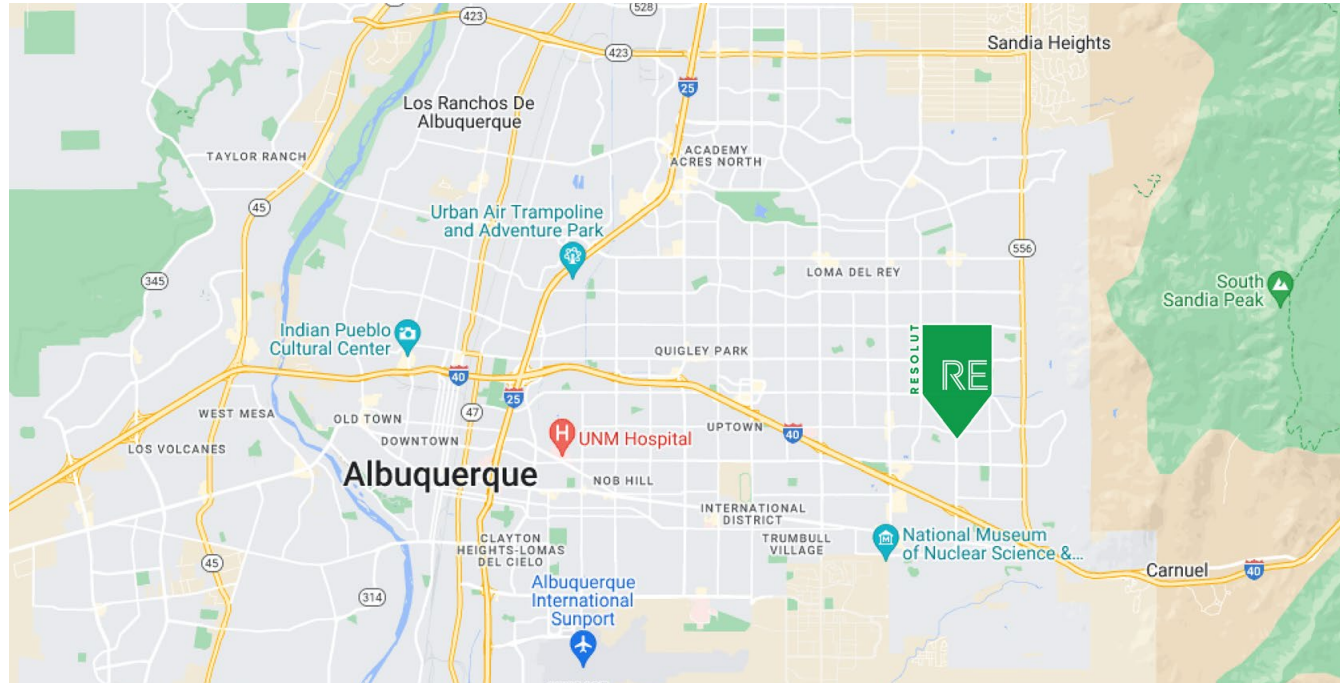 528
423
423
Sandia Heights
25
Los Ranchos De
Albuquerque
TAYLOR RANCH
ACADEMY
ACRES NORTH
45
Urban Air Trampoline
and Adventure Park
556
LOMA DEL REY
345
South
Sandia Peak
Indian Pueblo
Cultural Center
QUIGLEY PARK
RESOLUT
RE
40
25
47
WEST MESA
OLD TOWN
DOWNTOWN
UNM Hospital
UPTOWN
40
LOS VOLCANES
Albuquerque
NOB HILL
INTERNATIONAL
DISTRICT
CLAYTON
HEIGHTS-LOMAS
DEL CIELO
TRUMBULL
VILLAGE
National Museum
of Nuclear Science &...
45
Carnuel
40
314
Albuquerque
International
Sunport